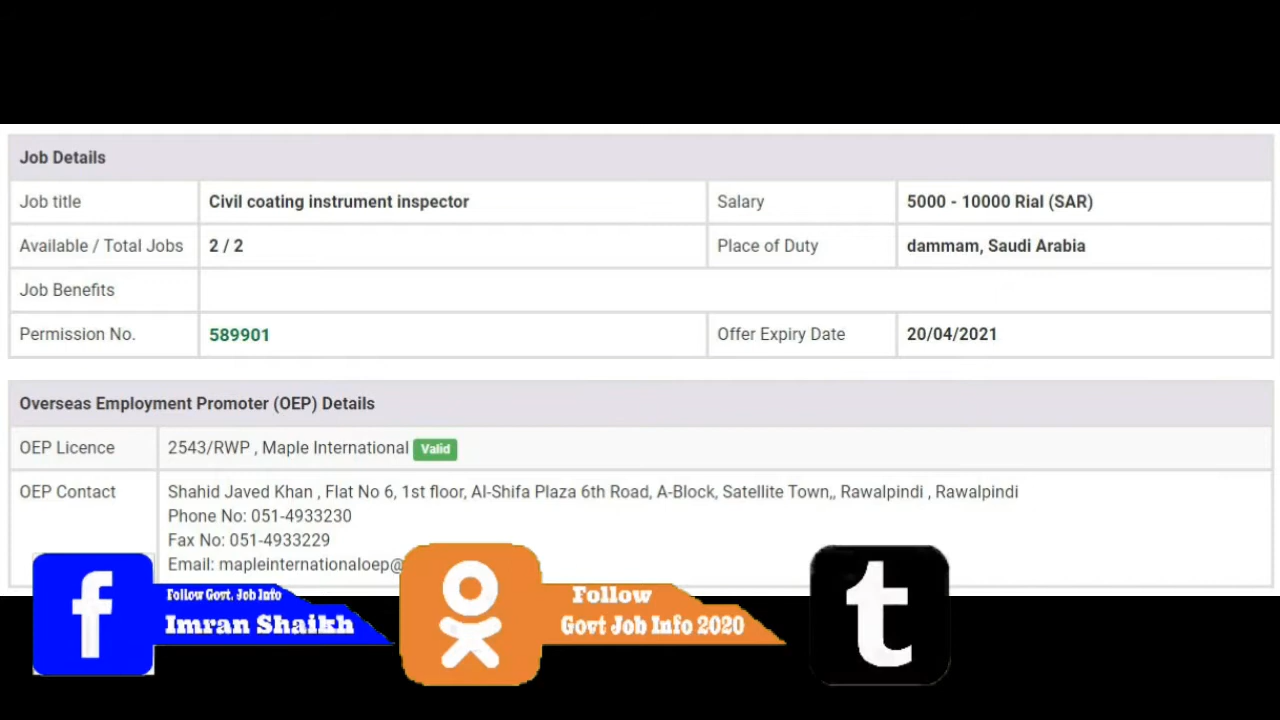 Job Details
Job title Civil coating instrument inspector Salary 5000 - 10000 Rial (SAR)
Available / Total Jobs 2 / 2 Place of Duty dammam, Saudi Arabia
Job Benefits
Permission No. 589901 Offer Expiry Date 20/04/2021
Overseas Employment Promoter (OEP) Details
OEP Licence 2543/RWP , Maple International Valid
OEP Contact Shahid Javed Khan , Flat No 6, 1st floor, Al-Shifa Plaza 6th Road, A-Block, Satellite Town,, Rawalpindi , Rawalpindi
Phone No: 051-4933230
Fax No: 051-4933229
Email: mapleinternationaloep@
f Follow Govt. Job Info
Imran Shaikh
Follow
Govt Job Info 2020
t